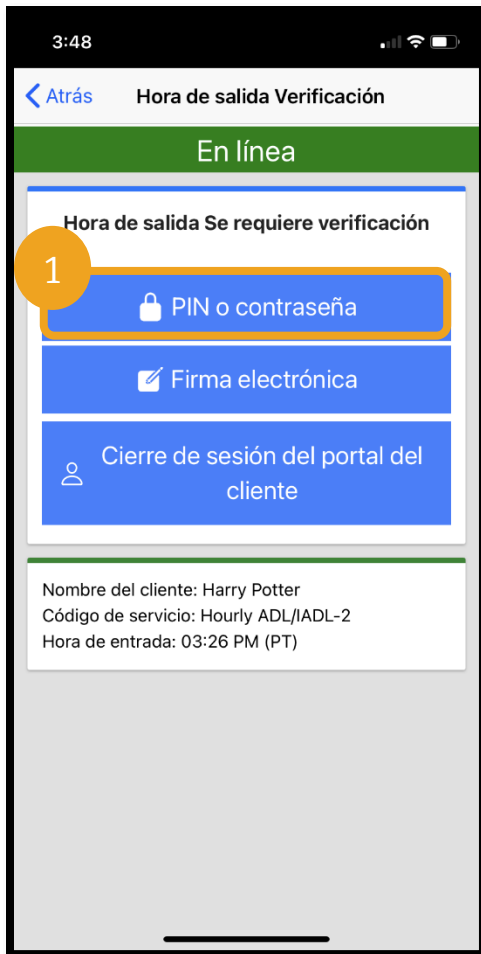 3:48
Atrás Hora de salida Verificación
En línea
Hora de salida Se requiere verificación
1
PIN o contraseña
Firma electrónica
Cierre de sesión del portal del
cliente
Nombre del cliente: Harry Potter
Código de servicio: Hourly ADL/IADL-2
Hora de entrada: 03:26 PM (PT)